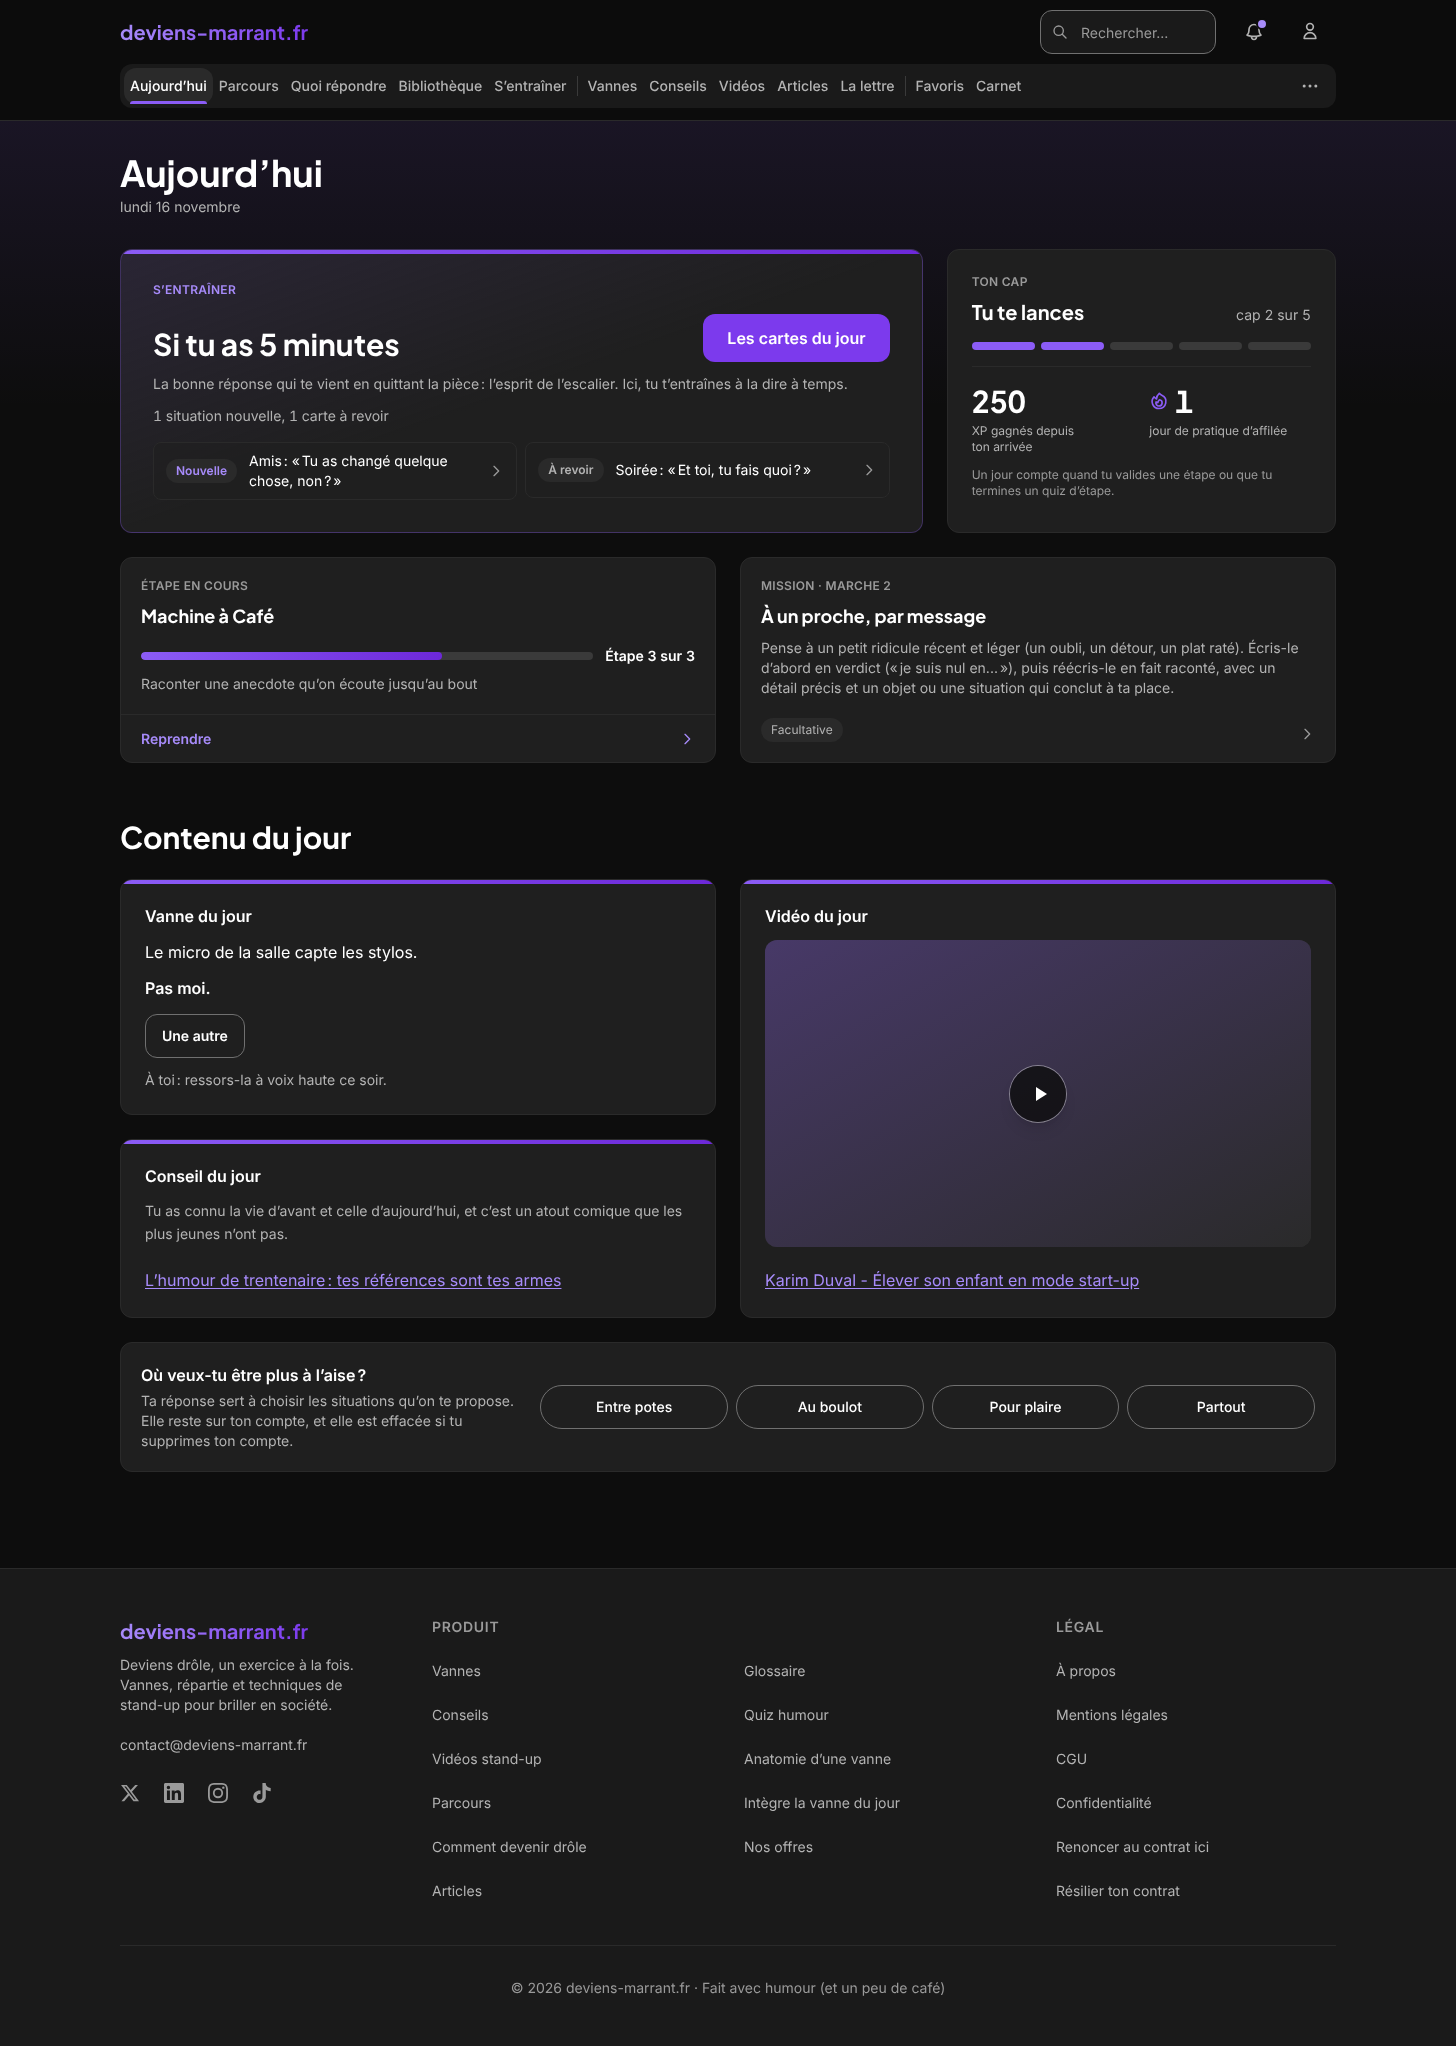 deviens-marrant.fr
Rechercher...
Aujourd’hui Parcours Quoi répondre Bibliothèque S’entraîner Vannes Conseils Vidéos Articles La lettre Favoris Carnet
Aujourd’hui
lundi 16 novembre
S’ENTRAÎNER
Si tu as 5 minutes
Les cartes du jour
La bonne réponse qui te vient en quittant la pièce : l’esprit de l’escalier. Ici, tu t’entraînes à la dire à temps.
1 situation nouvelle, 1 carte à revoir
Nouvelle
Amis : « Tu as changé quelque
chose, non ? »
À revoir
Soirée : « Et toi, tu fais quoi ? »
TON CAP
Tu te lances
cap 2 sur 5
250
XP gagnés depuis
ton arrivée
1
jour de pratique d’affilée
Un jour compte quand tu valides une étape ou que tu
termines un quiz d’étape.
ÉTAPE EN COURS
Machine à Café
Étape 3 sur 3
Raconter une anecdote qu’on écoute jusqu’au bout
Reprendre
MISSION · MARCHE 2
À un proche, par message
Pense à un petit ridicule récent et léger (un oubli, un détour, un plat raté). Écris-le
d’abord en verdict (« je suis nul en... »), puis réécris-le en fait raconté, avec un
détail précis et un objet ou une situation qui conclut à ta place.
Facultative
Contenu du jour
Vanne du jour
Le micro de la salle capte les stylos.
Pas moi.
Une autre
À toi : ressors-la à voix haute ce soir.
Conseil du jour
Tu as connu la vie d’avant et celle d’aujourd’hui, et c’est un atout comique que les
plus jeunes n’ont pas.
L’humour de trentenaire : tes références sont tes armes
Vidéo du jour
Karim Duval - Élever son enfant en mode start-up
Où veux-tu être plus à l’aise ?
Ta réponse sert à choisir les situations qu’on te propose.
Elle reste sur ton compte, et elle est effacée si tu
supprimes ton compte.
Entre potes
Au boulot
Pour plaire
Partout
deviens-marrant.fr
Deviens drôle, un exercice à la fois.
Vannes, répartie et techniques de
stand-up pour briller en société.
contact@deviens-marrant.fr
PRODUIT
Vannes
Conseils
Vidéos stand-up
Parcours
Comment devenir drôle
Articles
Glossaire
Quiz humour
Anatomie d’une vanne
Intègre la vanne du jour
Nos offres
LÉGAL
À propos
Mentions légales
CGU
Confidentialité
Renoncer au contrat ici
Résilier ton contrat
© 2026 deviens-marrant.fr · Fait avec humour (et un peu de café)